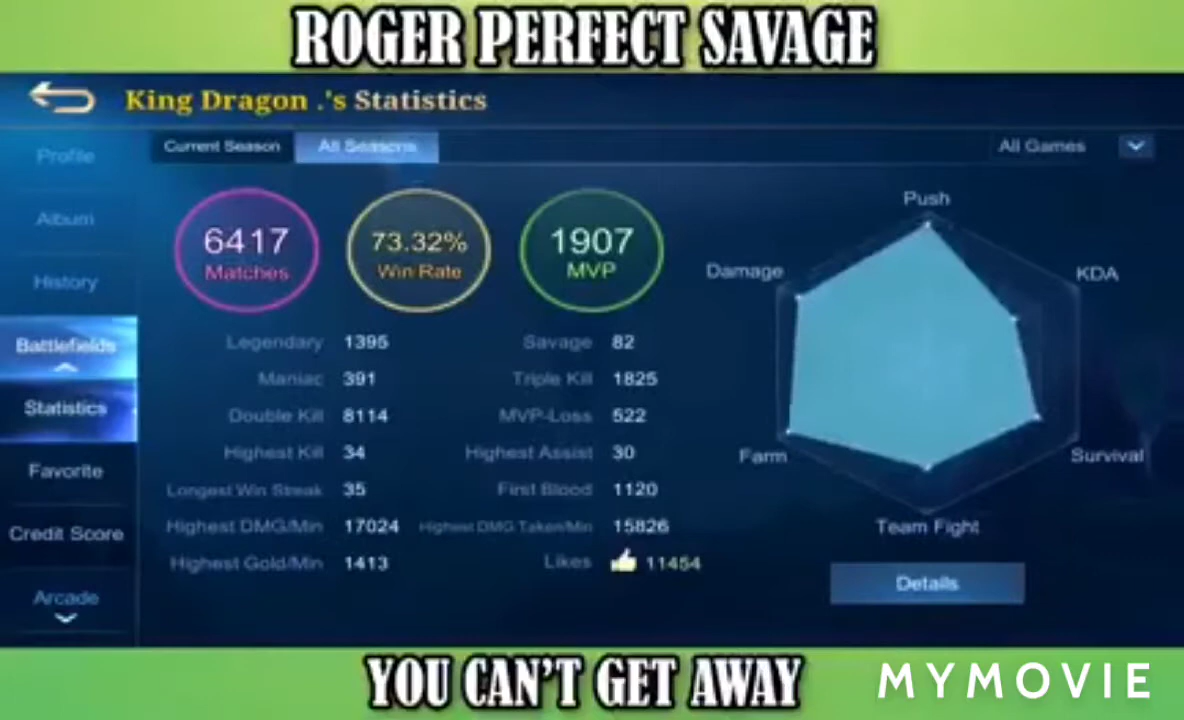 ROGER PERFECT SAVAGE
King Dragon .'s Statistics
Current Season All Seasons All Games
Profile
Album
History
Battlefields
Statistics
Favorite
Credit Score
Arcade
6417 Matches
73.32% Win Rate
1907 MVP
Legendary 1395 Savage 82
Maniac 391 Triple Kill 1825
Double Kill 8114 MVP-Loss 522
Highest Kill 34 Highest Assist 30
Longest Win Streak 35 First Blood 1120
Highest DMG/Min 17024 Highest DMG Taken/Min 15826
Highest Gold/Min 1413 Likes 11454
Push
Damage KDA
Farm Survival
Team Fight
Details
YOU CAN'T GET AWAY
MYMOVIE